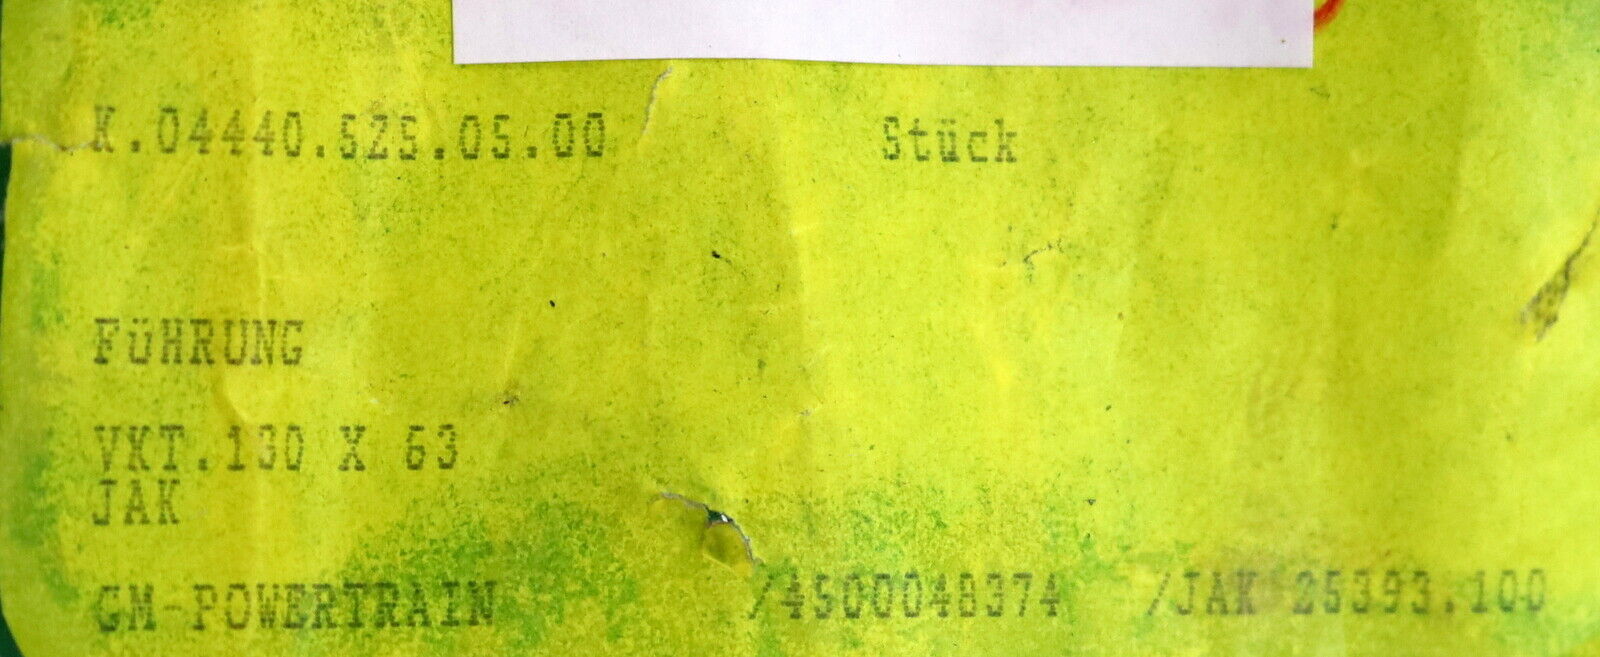 K.04440.525.05.00 Stück
FüHRUNG
VKT.130 X 63
JAK
GM-POWERTRAIN /4500048374 /JAK 25393.100